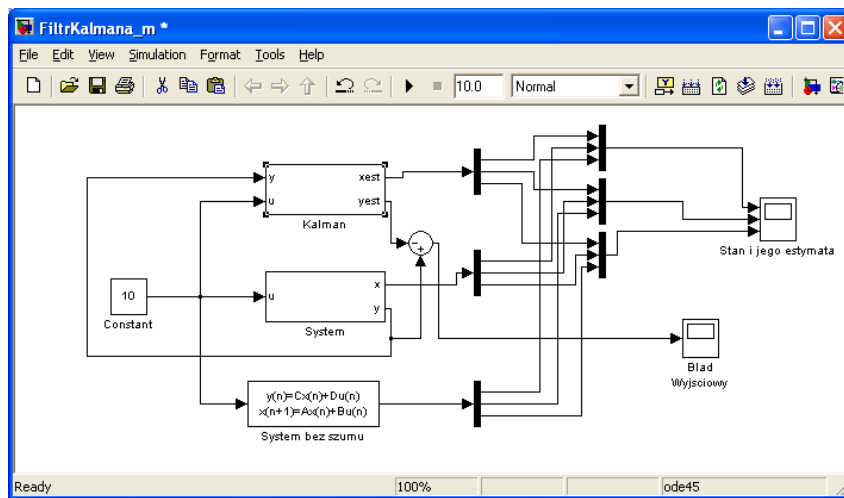 FiltrKalmana_m *
File Edit View Simulation Format Tools Help
10.0 Normal
y xest
u yest
Kalman
-
+
10
Constant
u x
y
System
y(n)=Cx(n)+Du(n)
x(n+1)=Ax(n)+Bu(n)
System bez szumu
Stan i jego estymata
Blad
Wyjsciowy
Ready 100% ode45